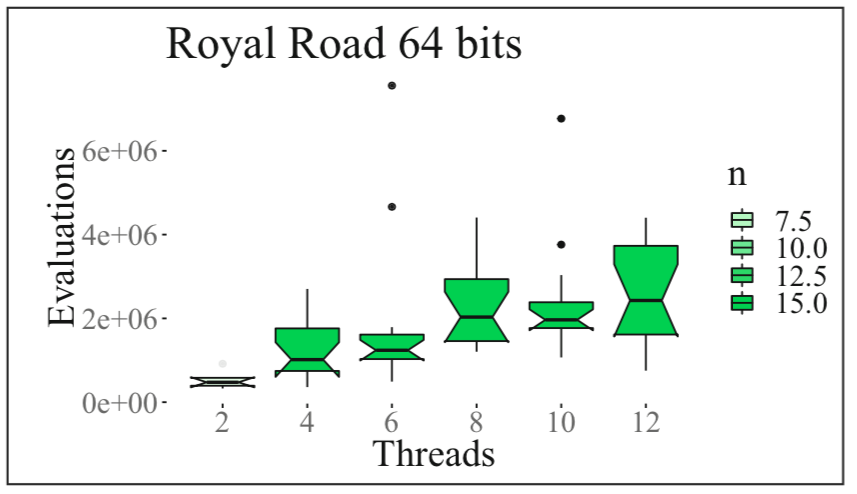 Royal Road 64 bits
Evaluations
6e+06
4e+06
2e+06
0e+00
2 4 6 8 10 12
Threads
n
7.5
10.0
12.5
15.0